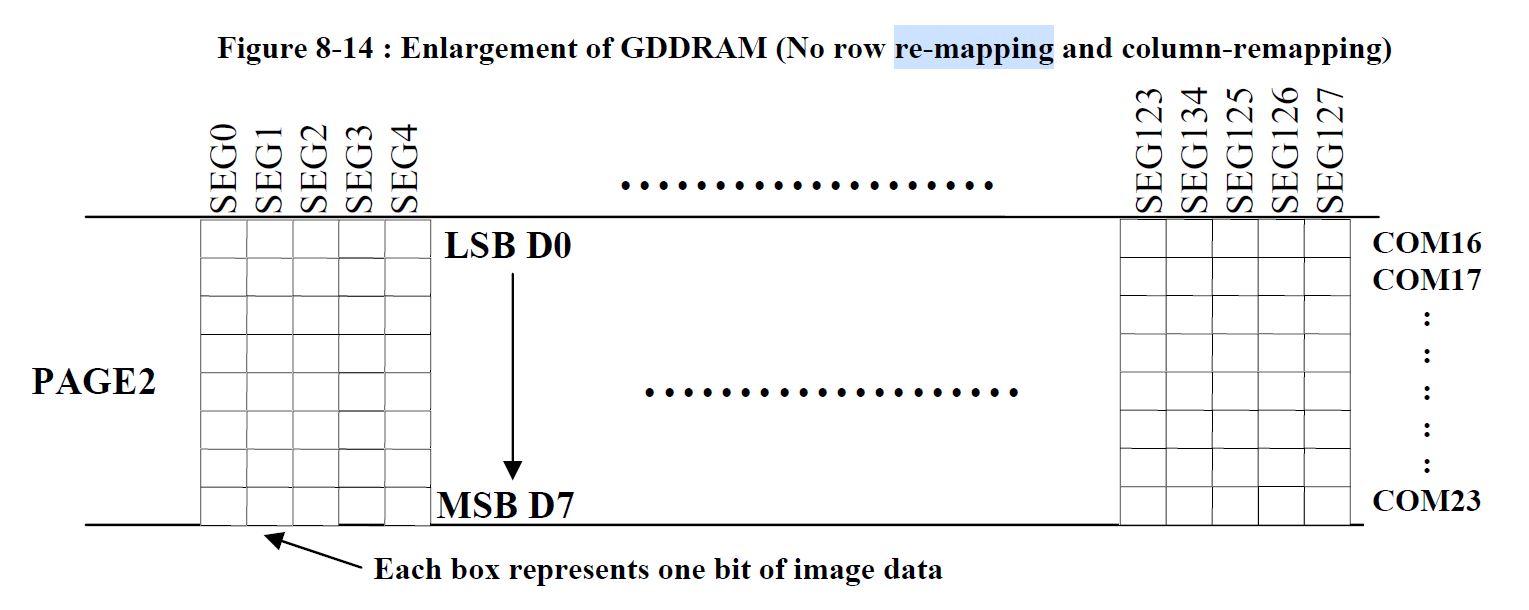 Figure 8-14 : Enlargement of GDDRAM (No row re-mapping and column-remapping)
SEG0
SEG1
SEG2
SEG3
SEG4
SEG123
SEG134
SEG125
SEG126
SEG127
LSB D0
COM16
COM17
PAGE2
MSB D7
COM23
Each box represents one bit of image data